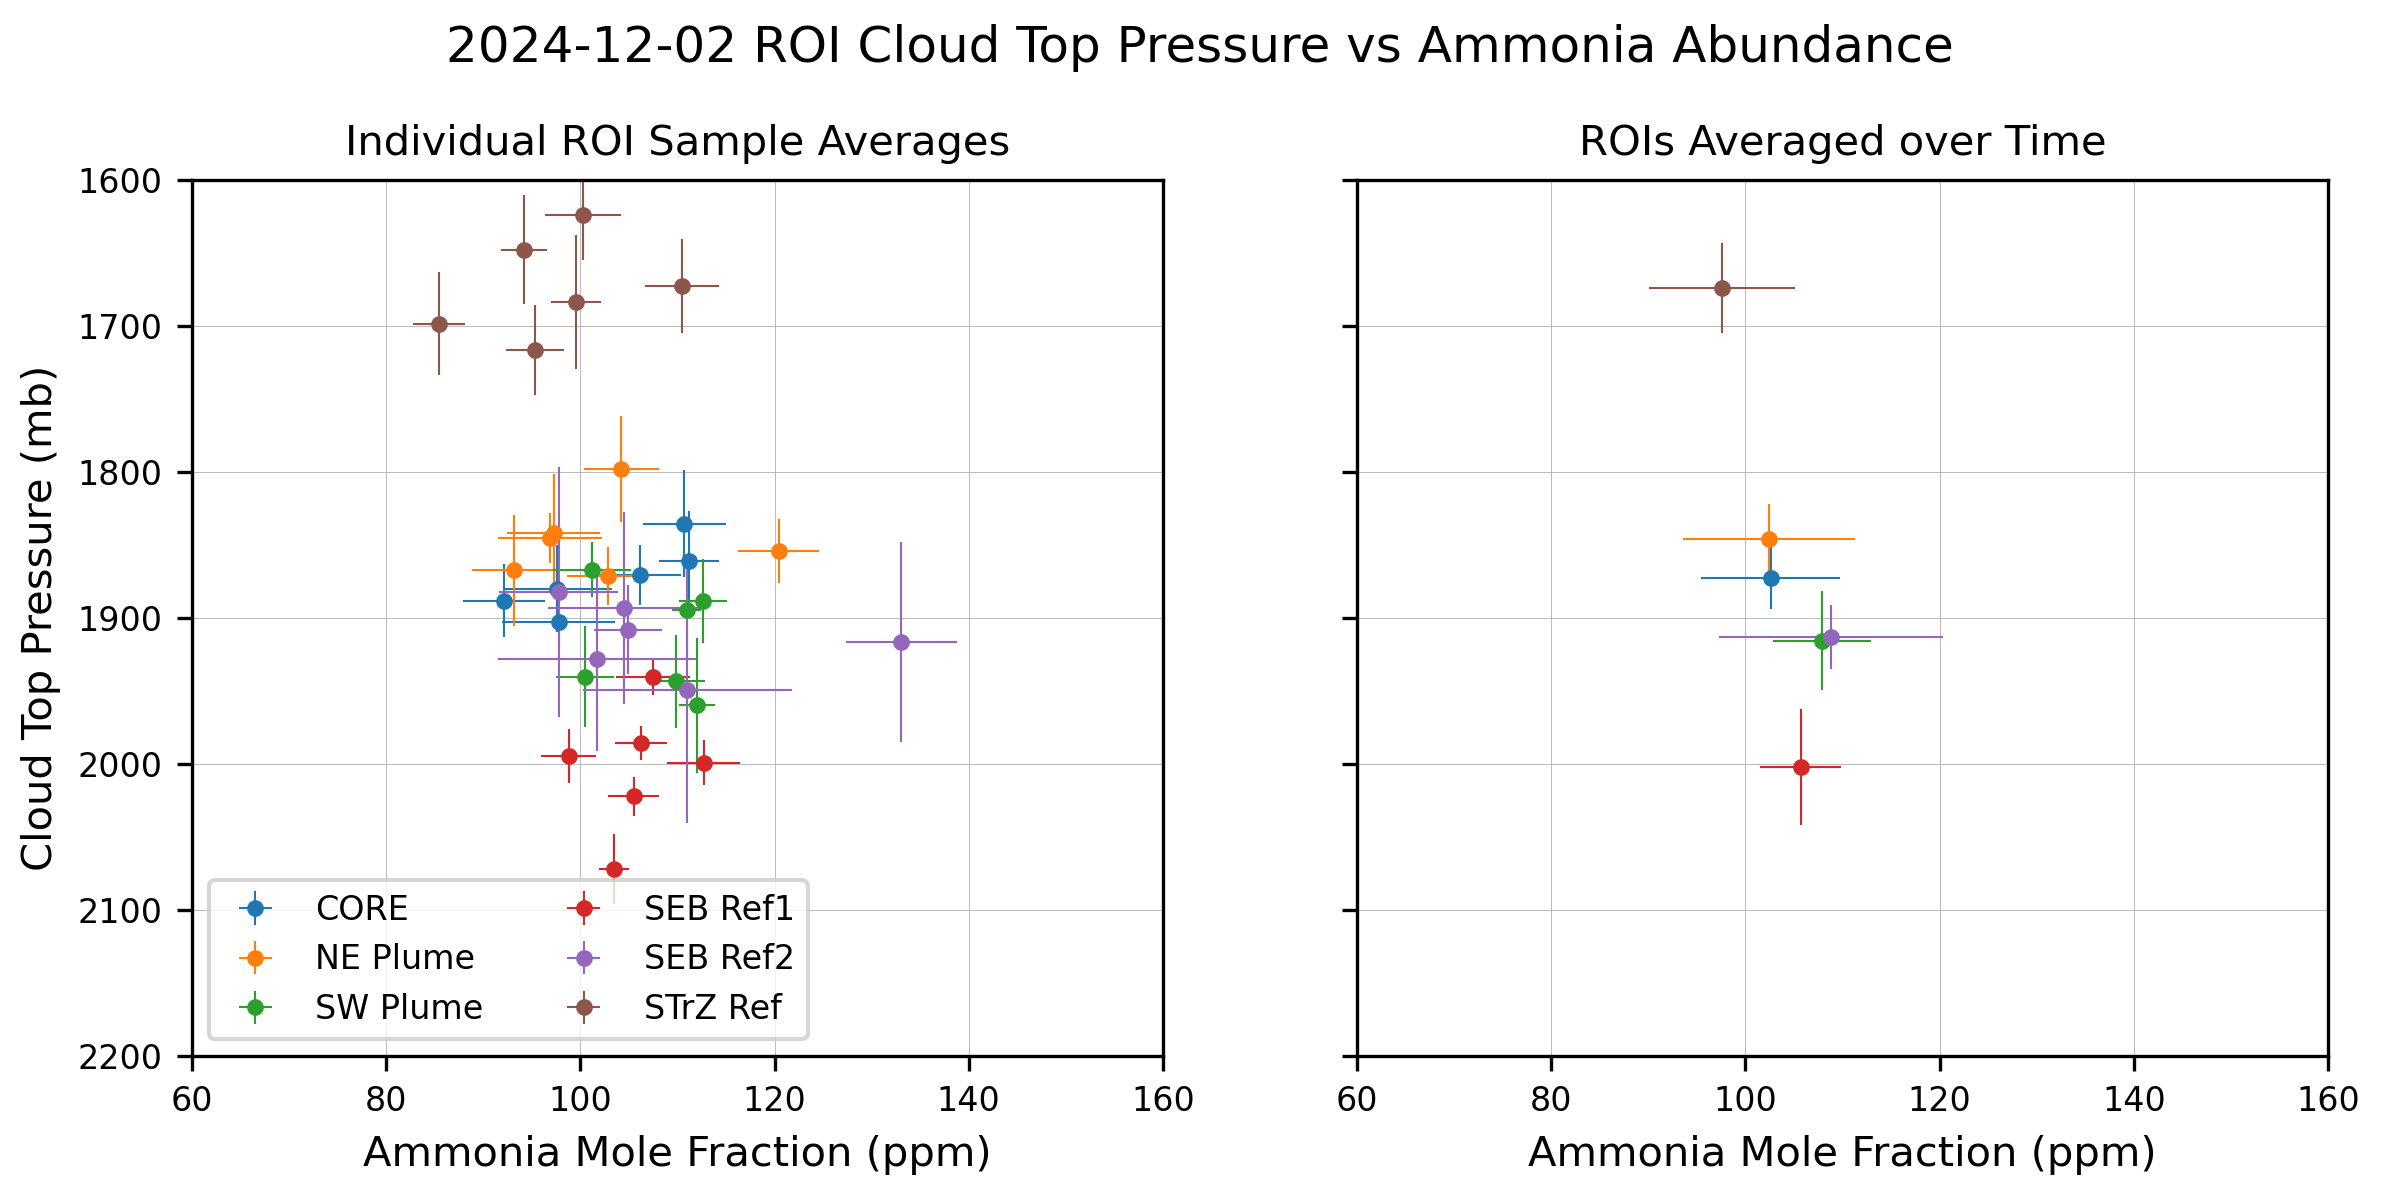 2024-12-02 ROI Cloud Top Pressure vs Ammonia Abundance
Individual ROI Sample Averages
ROIs Averaged over Time
1600
1700
1800
1900
2000
2100
2200
Cloud Top Pressure (mb)
CORE
NE Plume
SW Plume
SEB Ref1
SEB Ref2
STrZ Ref
60 80 100 120 140 160
60 80 100 120 140 160
Ammonia Mole Fraction (ppm)
Ammonia Mole Fraction (ppm)